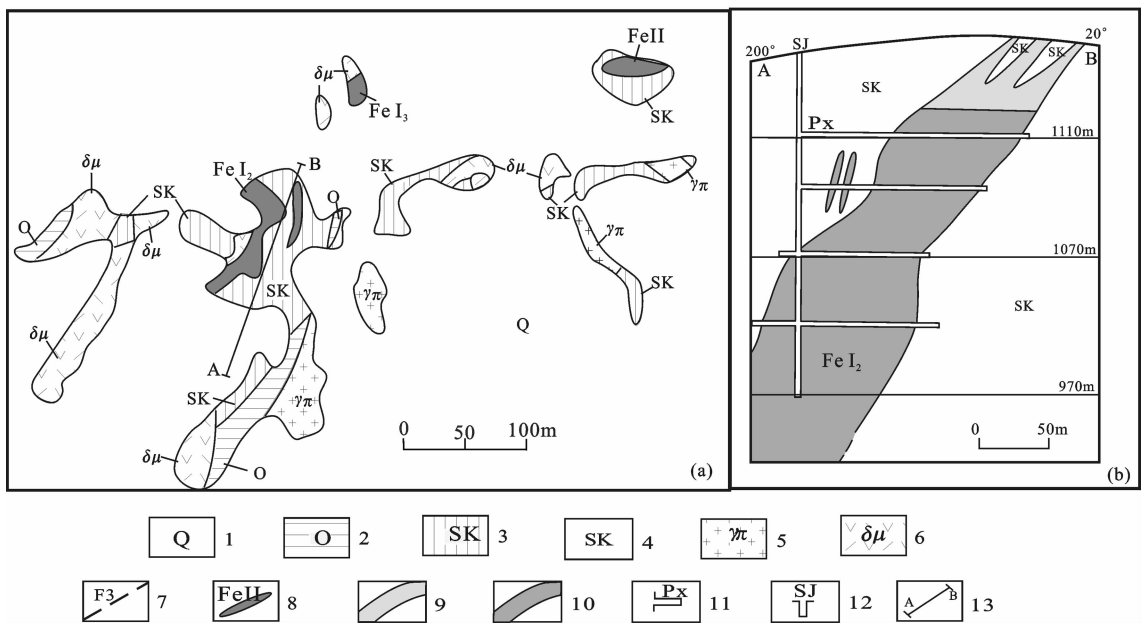 FeII
δμ
Fe I₃
SK
δμ
B
SK
δμ
Fe I₂
SK
δμ
γπ
O
O
δμ
SK
γπ
SK
γπ
SK
Q
δμ
A
SK
γπ
0 50 100m
δμ
O
(a)
200° SJ 20°
A SK SK B
SK
Px
1110m
1070m
SK
Fe I₂
970m
0 50m
(b)
Q 1 O 2 SK 3 SK 4 γπ 5 δμ 6
F3 7 FeII 8 9 10 Px 11 SJ 12 A B 13